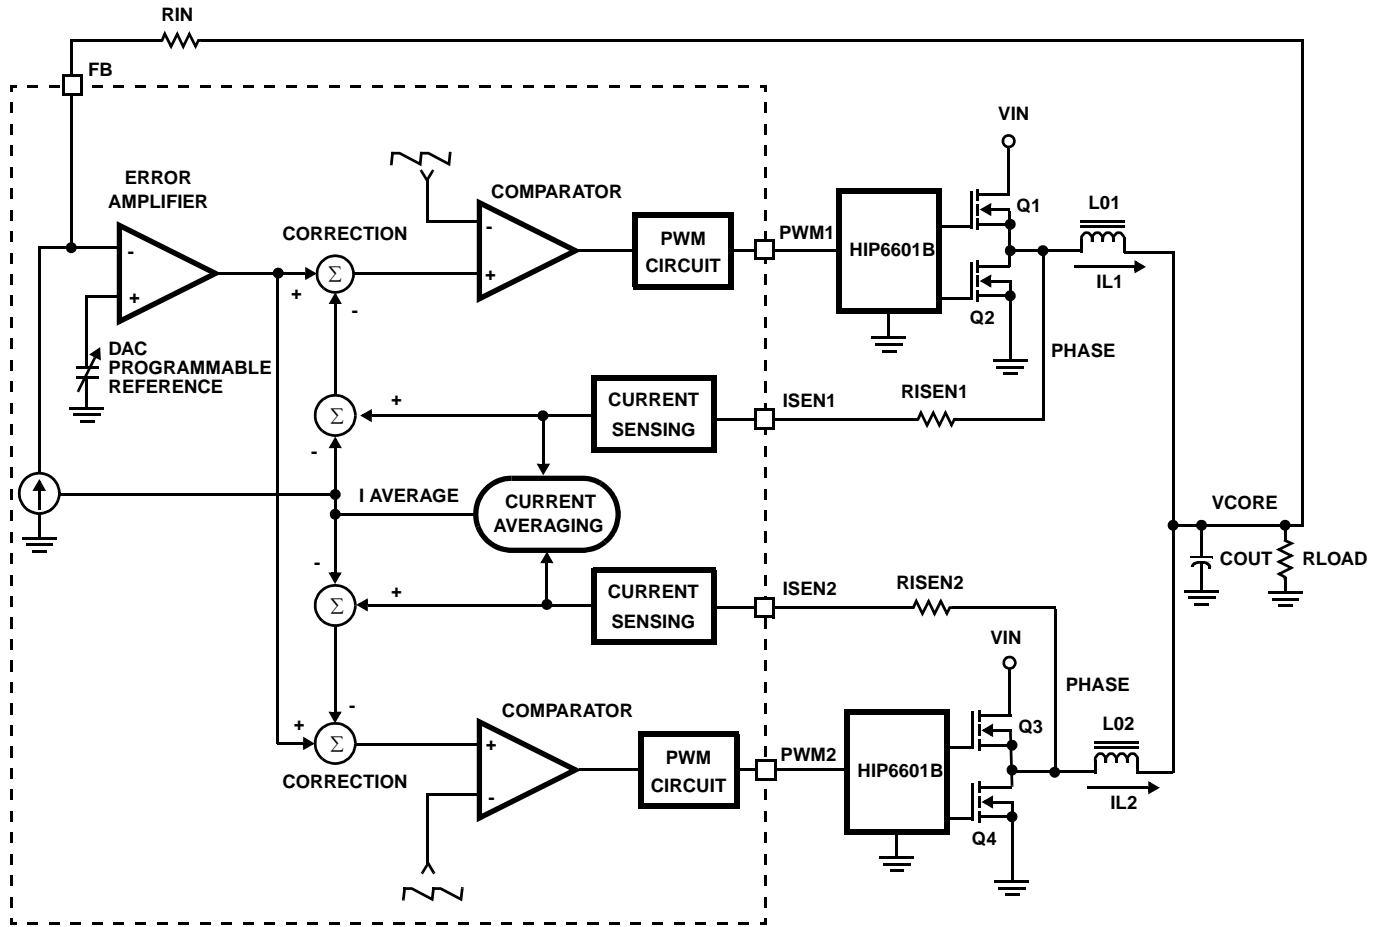 RIN
FB
VIN
ERROR
AMPLIFIER
COMPARATOR
CORRECTION
-
+
+
-
Σ
-
+
PWM
CIRCUIT
PWM1
HIP6601B
Q1
Q2
L01
IL1
PHASE
DAC
PROGRAMMABLE
REFERENCE
Σ
+
-
CURRENT
SENSING
ISEN1
RISEN1
I AVERAGE
CURRENT
AVERAGING
VCORE
COUT
RLOAD
-
Σ
+
CURRENT
SENSING
ISEN2
RISEN2
VIN
PHASE
-
+
Σ
CORRECTION
COMPARATOR
+
-
PWM
CIRCUIT
PWM2
HIP6601B
Q3
Q4
L02
IL2